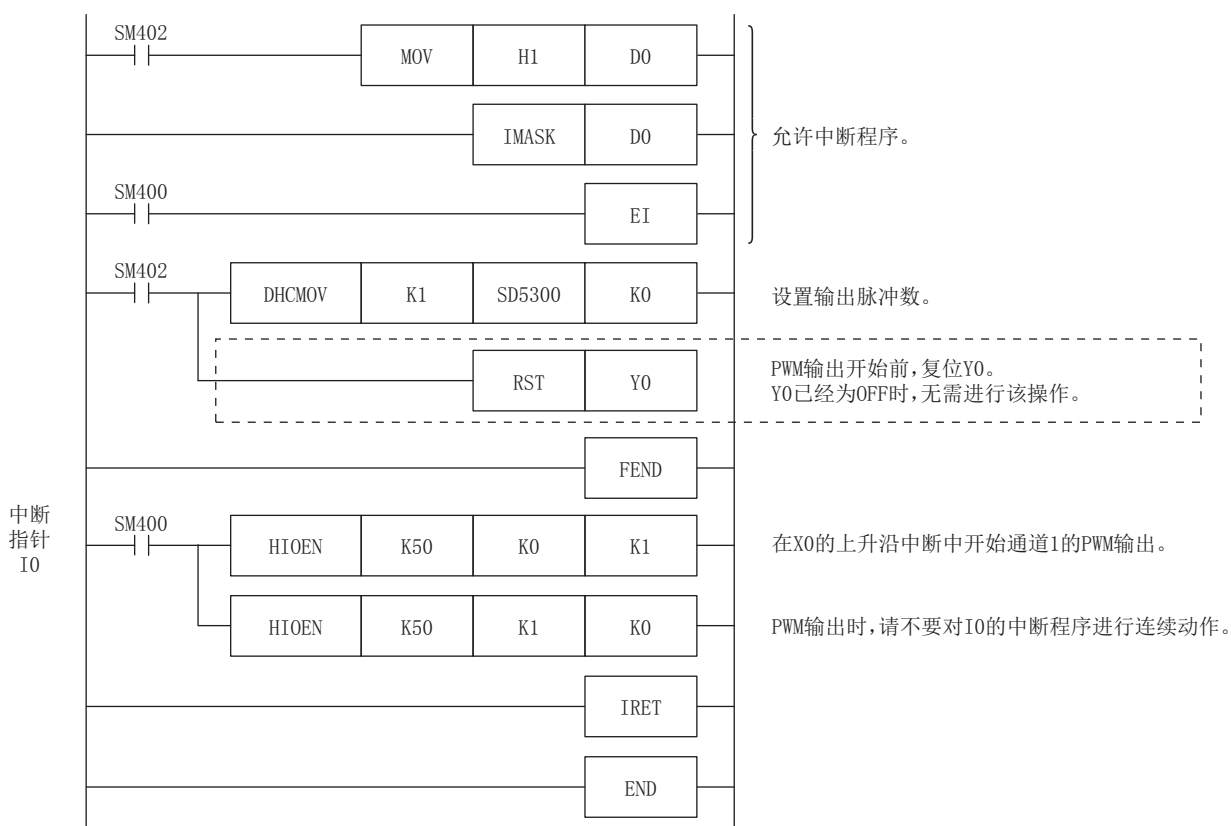 SM402
MOV H1 D0
IMASK D0
允许中断程序。
SM400
EI
SM402
DHCMOV K1 SD5300 K0
设置输出脉冲数。
RST Y0
PWM输出开始前,复位Y0。
Y0已经为OFF时,无需进行该操作。
FEND
中断
指针
I0
SM400
HIOEN K50 K0 K1
在X0的上升沿中断中开始通道1的PWM输出。
HIOEN K50 K1 K0
PWM输出时,请不要对I0的中断程序进行连续动作。
IRET
END